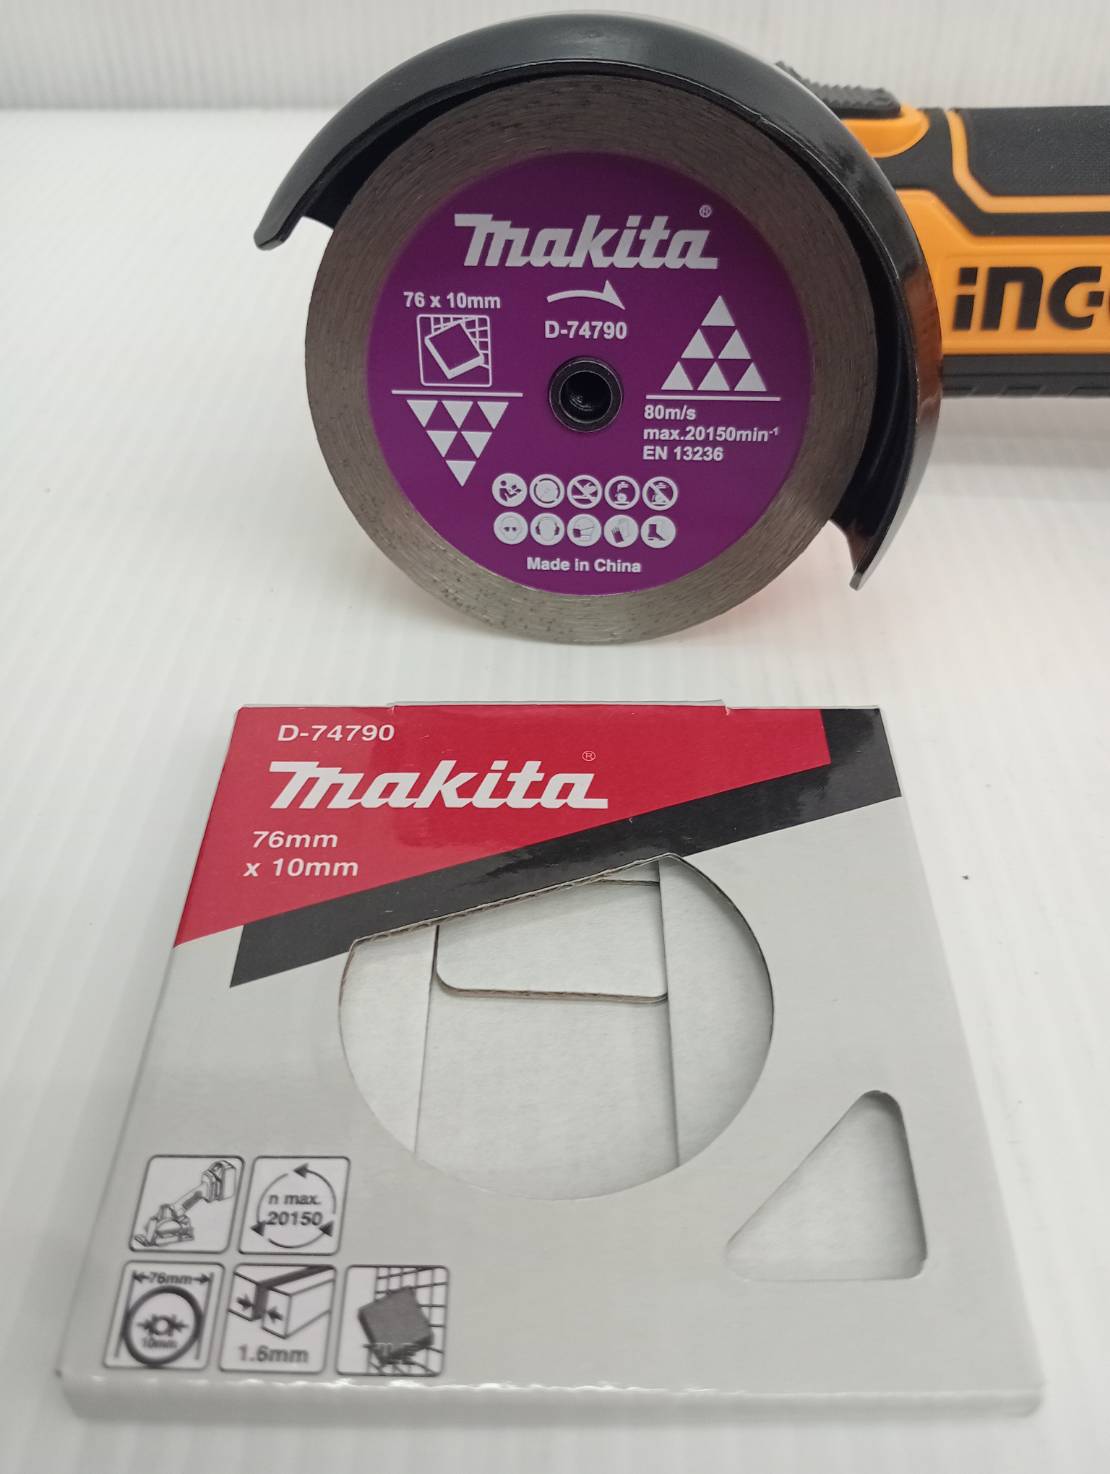 makita®
76 x 10mm
D-74790
80m/s
max.20150min⁻¹
EN 13236
Made in China
D-74790
makita®
76mm
x 10mm
n max.
20150
76mm
10mm
1.6mm
TILE